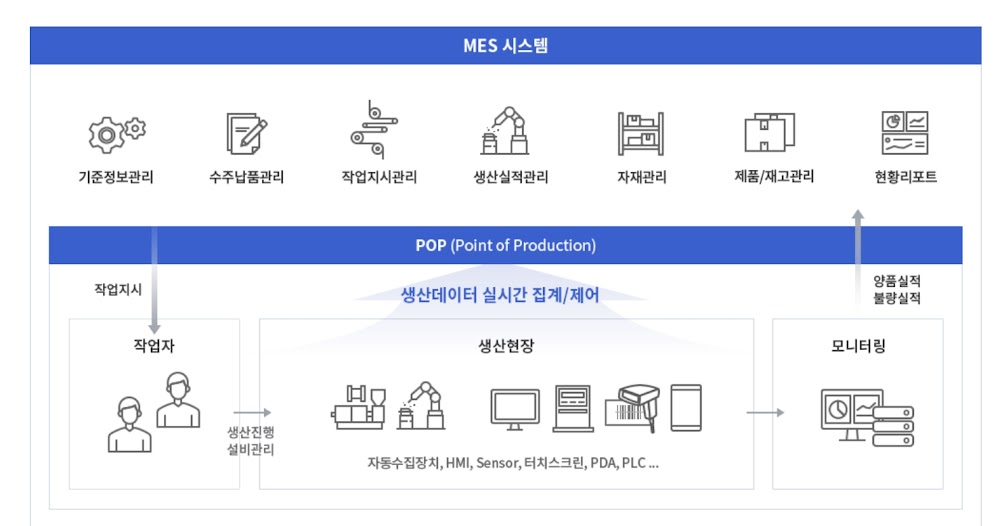 MES 시스템
기준정보관리
수주납품관리
작업지시관리
생산실적관리
자재관리
제품/재고관리
현황리포트
POP (Point of Production)
작업지시
생산데이터 실시간 집계/제어
양품실적
불량실적
작업자
생산현장
모니터링
생산진행
설비관리
자동수집장치, HMI, Sensor, 터치스크린, PDA, PLC ...